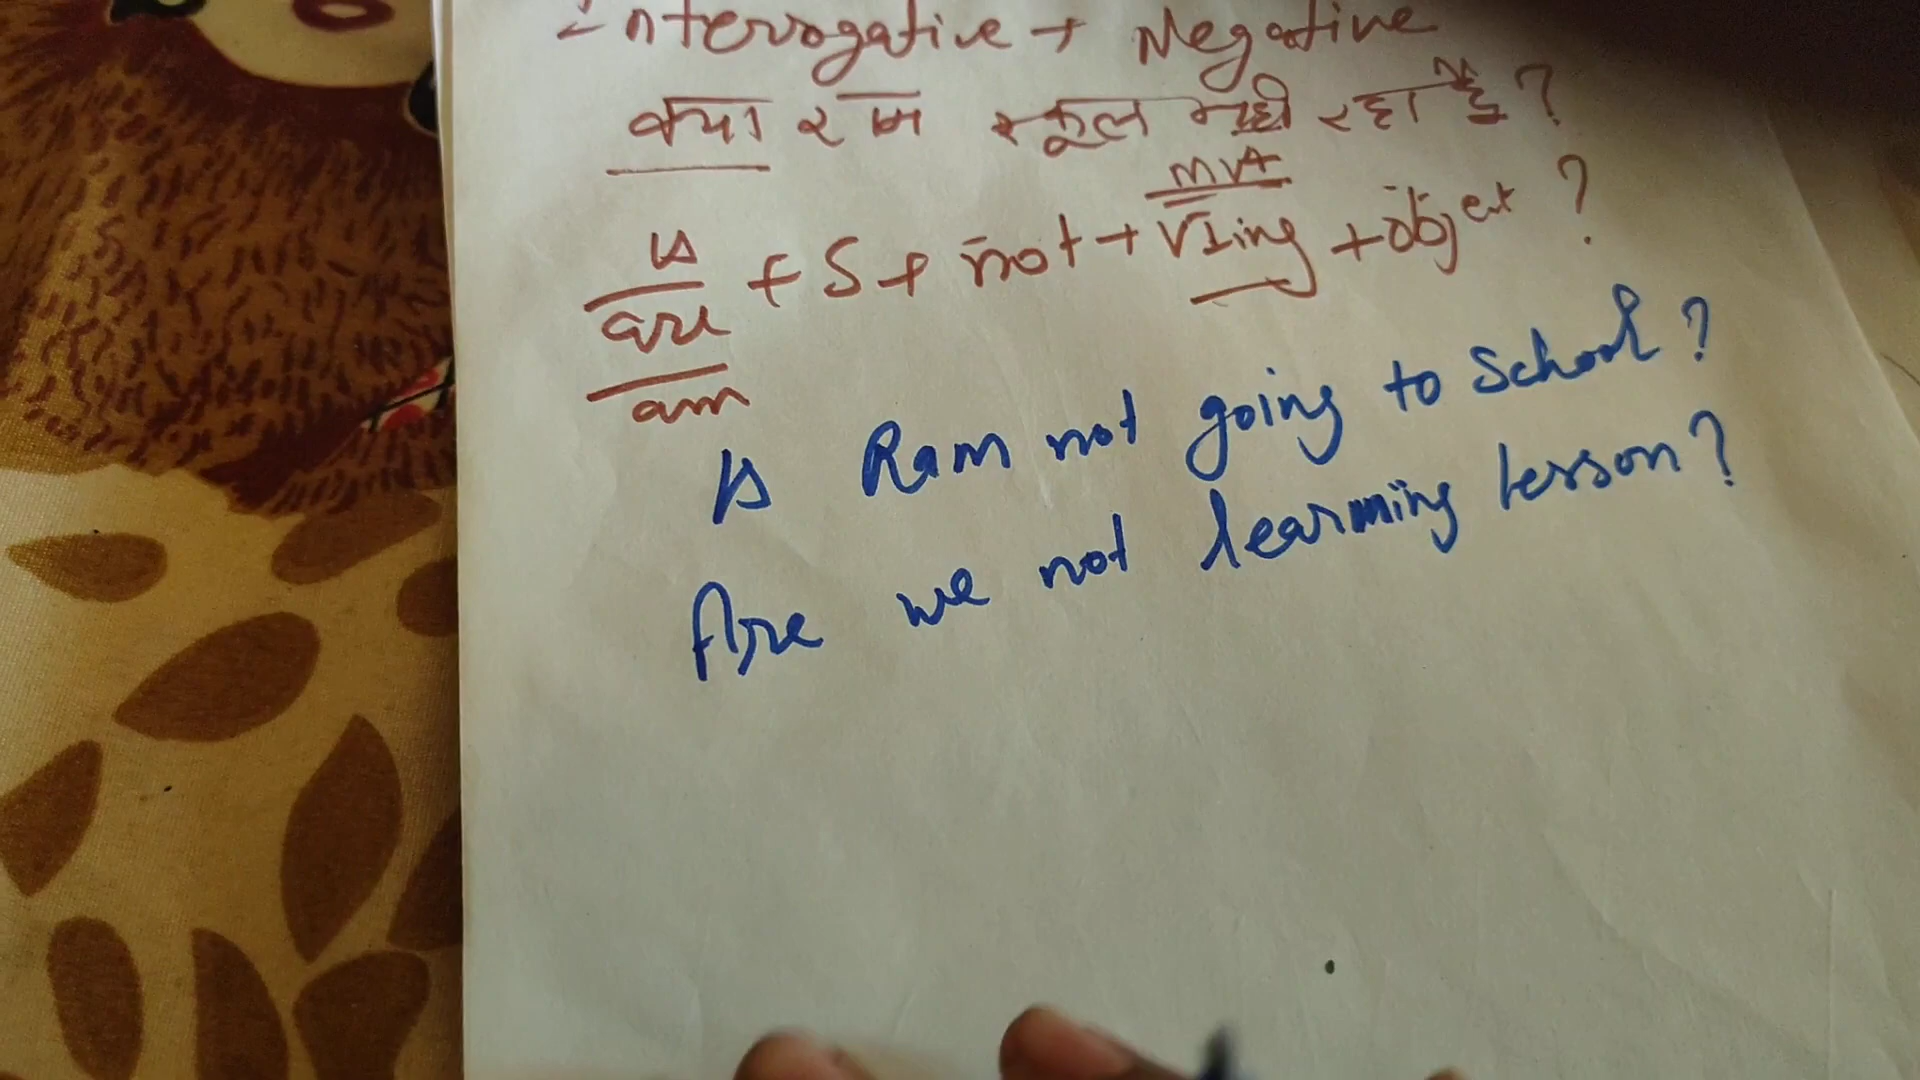 Interrogative + Negative
क्या राम स्कूल नही रहा है?
MVA
is + S + not + VIing + object ?
are
am
Is Ram not going to school?
Are we not learning lesson?